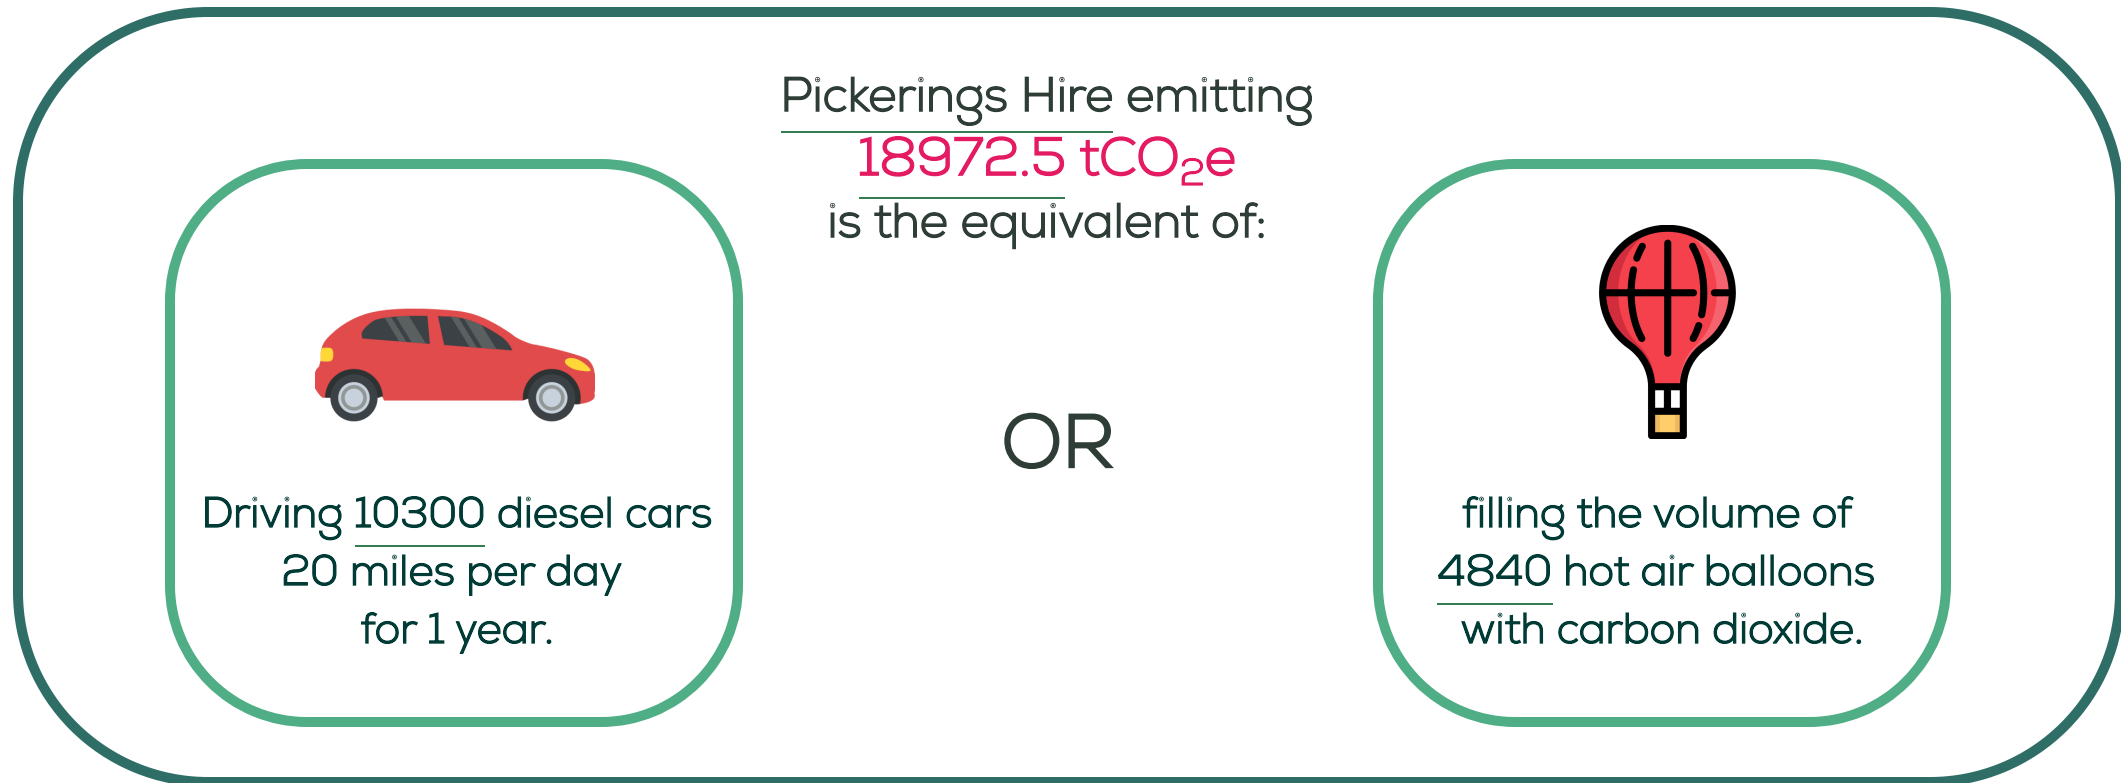 Pickerings Hire emitting
18972.5 tCO₂e
is the equivalent of:
Driving 10300 diesel cars
20 miles per day
for 1 year.
OR
filling the volume of
4840 hot air balloons
with carbon dioxide.